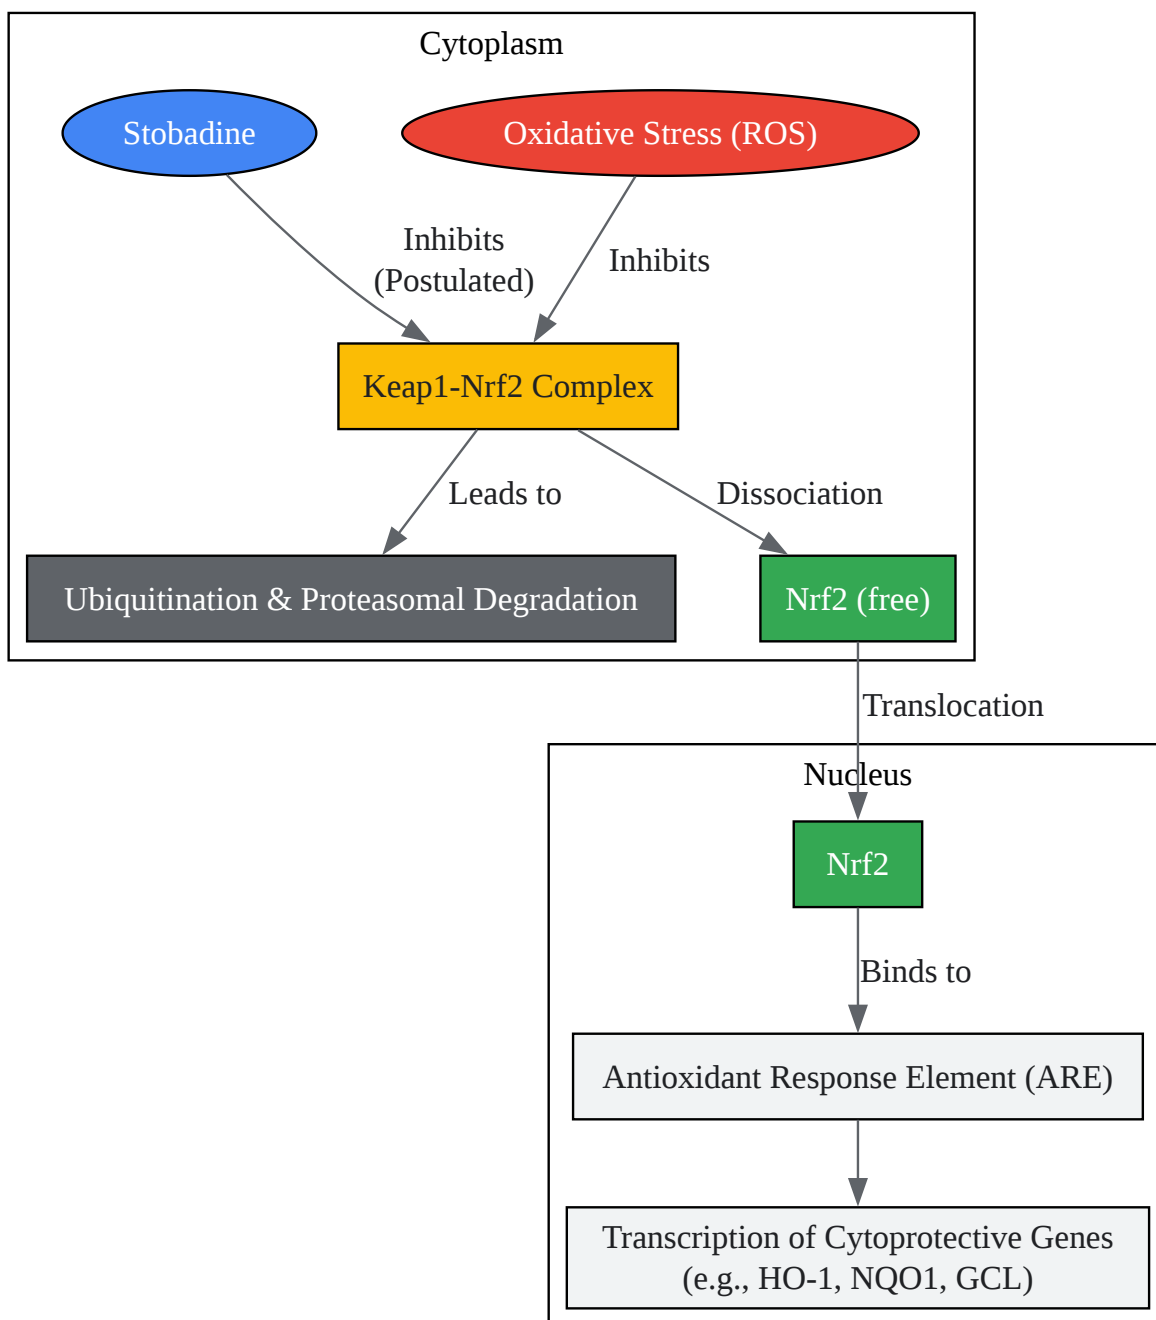 Cytoplasm
Stobadine
Oxidative Stress (ROS)
Inhibits
(Postulated)
Inhibits
Keap1-Nrf2 Complex
Leads to
Dissociation
Ubiquitination & Proteasomal Degradation
Nrf2 (free)
Translocation
Nucleus
Nrf2
Binds to
Antioxidant Response Element (ARE)
Transcription of Cytoprotective Genes
(e.g., HO-1, NQO1, GCL)